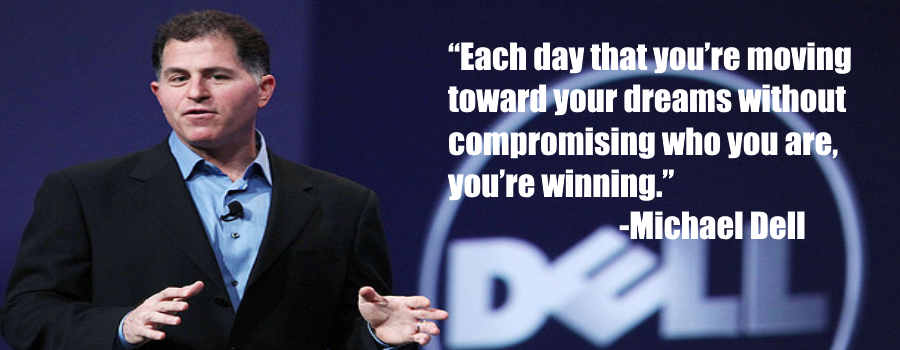 “Each day that you’re moving
toward your dreams without
compromising who you are,
you’re winning.”
-Michael Dell
DELL